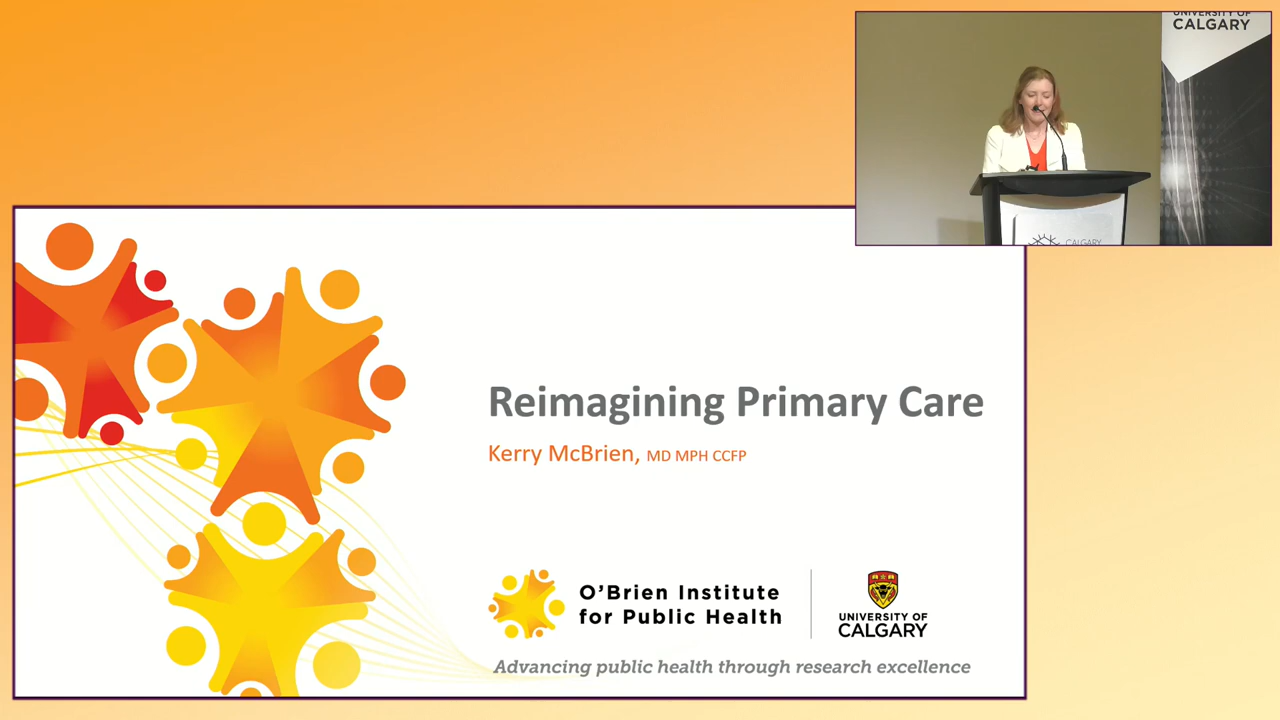 UNIVERSITY OF
CALGARY
CALGARY
Reimagining Primary Care
Kerry McBrien, MD MPH CCFP
O'Brien Institute
for Public Health
UNIVERSITY OF
CALGARY
Advancing public health through research excellence